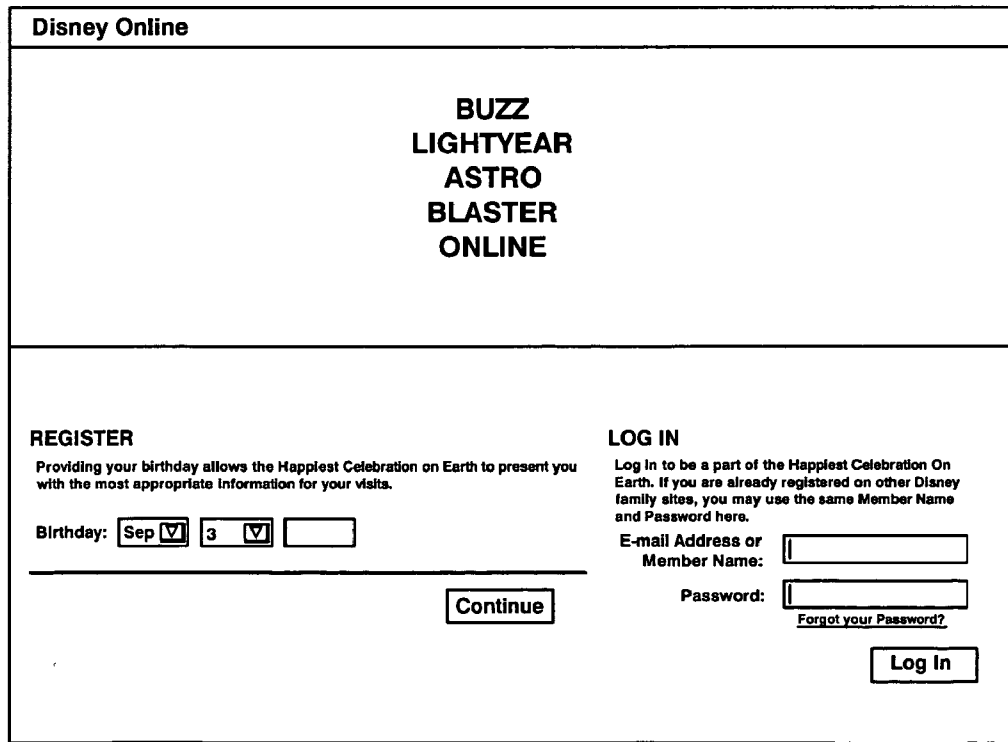 Disney Online
BUZZ
LIGHTYEAR
ASTRO
BLASTER
ONLINE
REGISTER
Providing your birthday allows the Happiest Celebration on Earth to present you
with the most appropriate information for your visits.
Birthday: Sep 3
Continue
LOG IN
Log In to be a part of the Happiest Celebration On
Earth. If you are already registered on other Disney
family sites, you may use the same Member Name
and Password here.
E-mail Address or
Member Name:
Password:
Forgot your Password?
Log In